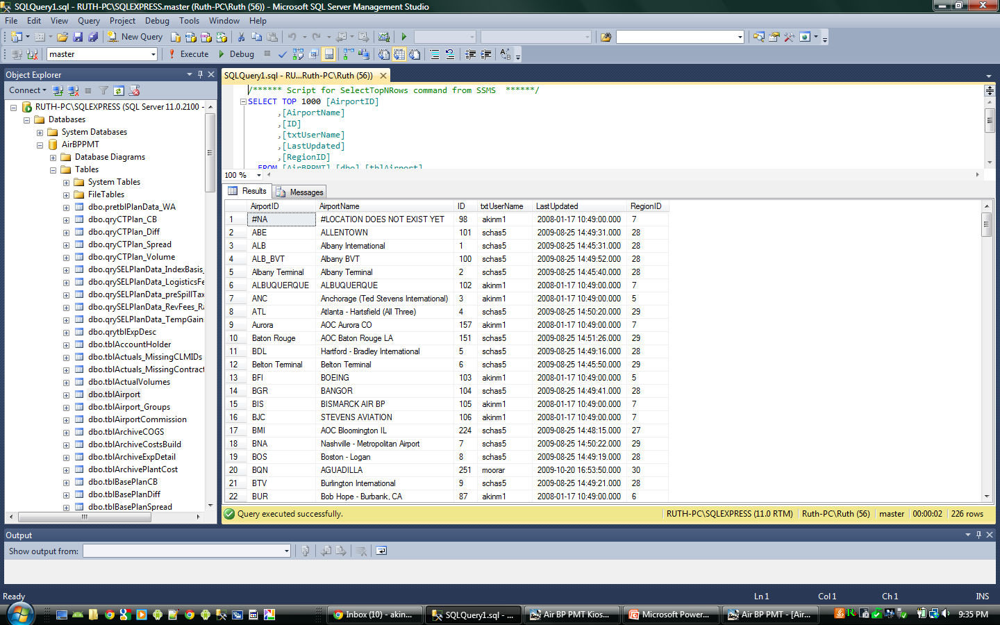 SQLQuery1.sql - RUTH-PC\SQLEXPRESS.master (Ruth-PC\Ruth (56)) - Microsoft SQL Server Management Studio
File Edit View Query Project Debug Tools Window Help
New Query
master Execute Debug
Object Explorer
Connect
RUTH-PC\SQLEXPRESS (SQL Server 11.0.2100 -
Databases
System Databases
AirBPPMT
Database Diagrams
Tables
System Tables
FileTables
dbo.pretblPlanData_WA
dbo.qryCTPlan_CB
dbo.qryCTPlan_Diff
dbo.qryCTPlan_Spread
dbo.qryCTPlan_Volume
dbo.qrySELPlanData_IndexBasis_
dbo.qrySELPlanData_LogisticsFe
dbo.qrySELPlanData_preSpillTax
dbo.qrySELPlanData_RevFees_Ra
dbo.qrySELPlanData_TempGain
dbo.qrytblExpDesc
dbo.tblAccountHolder
dbo.tblActuals_MissingCLMIDs
dbo.tblActuals_MissingContract
dbo.tblActualVolumes
dbo.tblAirport
dbo.tblAirport_Groups
dbo.tblAirportCommission
dbo.tblArchiveCOGS
dbo.tblArchiveCostsBuild
dbo.tblArchiveExpDetail
dbo.tblArchivePlantCost
dbo.tblBasePlanCB
dbo.tblBasePlanDiff
dbo.tblBasePlanSpread
SQLQuery1.sql - RU...Ruth-PC\Ruth (56))
/****** Script for SelectTopNRows command from SSMS  ******/
SELECT TOP 1000 [AirportID]
,[AirportName]
,[ID]
,[txtUserName]
,[LastUpdated]
,[RegionID]
FROM [AirBPPMT].[dbo].[tblAirport]
100 %
Results Messages
AirportID AirportName ID txtUserName LastUpdated RegionID
1 #NA #LOCATION DOES NOT EXIST YET 98 akinm1 2008-01-17 10:49:00.000 7
2 ABE ALLENTOWN 101 schas5 2009-08-25 14:49:31.000 28
3 ALB Albany International 1 schas5 2009-08-25 14:45:31.000 28
4 ALB_BVT Albany BVT 100 schas5 2009-08-25 14:49:52.000 28
5 Albany Terminal Albany Terminal 2 schas5 2009-08-25 14:45:40.000 28
6 ALBUQUERQUE ALBUQUERQUE 102 akinm1 2008-01-17 10:49:00.000 7
7 ANC Anchorage (Ted Stevens International) 3 akinm1 2008-01-17 10:49:00.000 5
8 ATL Atlanta - Hartsfield (All Three) 4 schas5 2009-08-25 14:50:20.000 29
9 Aurora AOC Aurora CO 157 akinm1 2008-01-17 10:49:00.000 7
10 Baton Rouge AOC Baton Rouge LA 151 schas5 2009-08-25 14:51:26.000 29
11 BDL Hartford - Bradley International 5 schas5 2009-08-25 14:49:16.000 28
12 Belton Terminal Belton Terminal 6 schas5 2009-08-25 14:45:50.000 29
13 BFI BOEING 103 akinm1 2008-01-17 10:49:00.000 5
14 BGR BANGOR 104 schas5 2009-08-25 14:49:41.000 28
15 BIS BISMARCK AIR BP 105 akinm1 2008-01-17 10:49:00.000 7
16 BJC STEVENS AVIATION 106 akinm1 2008-01-17 10:49:00.000 7
17 BMI AOC Bloomington IL 224 schas5 2009-08-25 14:48:15.000 27
18 BNA Nashville - Metropolitan Airport 7 schas5 2009-08-25 14:50:22.000 29
19 BOS Boston - Logan 8 schas5 2009-08-25 14:49:19.000 28
20 BQN AGUADILLA 251 moorar 2009-10-20 16:53:50.000 30
21 BTV Burlington International 9 schas5 2009-08-25 14:49:21.000 28
22 BUR Bob Hope - Burbank, CA 87 akinm1 2008-01-17 10:49:00.000 6
Query executed successfully. RUTH-PC\SQLEXPRESS (11.0 RTM) Ruth-PC\Ruth (56) master 00:00:02 226 rows
Output
Show output from:
Ready Ln 1 Col 1 Ch 1 INS
Inbox (10) - akin... SQLQuery1.sql - ... Air BP PMT Kios... Microsoft Power... Air BP PMT - [Air... 9:35 PM